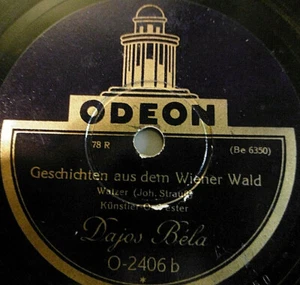 ODEON
78 R
(Be 6350)
Geschichten aus dem Wiener Wald
Walzer (Joh. Strauß)
Künstler-Orchester
Dajos Béla
O-2406 b